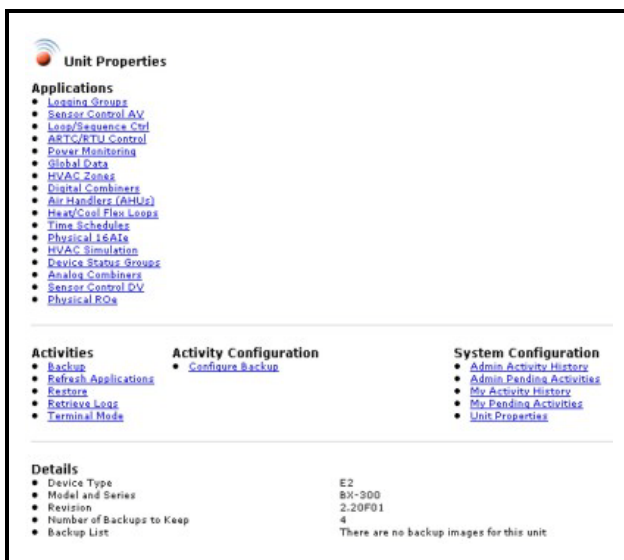 Unit Properties
Applications
Logging Groups
Sensor Control AV
Loop/Sequence Ctrl
ARTC/RTU Control
Power Monitoring
Global Data
HVAC Zones
Digital Combiners
Air Handlers (AHUs)
Heat/Cool Flex Loops
Time Schedules
Physical 16AIe
HVAC Simulation
Device Status Groups
Analog Combiners
Sensor Control DV
Physical ROe
Activities
Backup
Refresh Applications
Restore
Retrieve Logs
Terminal Mode
Activity Configuration
Configure Backup
System Configuration
Admin Activity History
Admin Pending Activities
My Activity History
My Pending Activities
Unit Properties
Details
Device Type E2
Model and Series BX-300
Revision 2.20F01
Number of Backups to Keep 4
Backup List There are no backup images for this unit